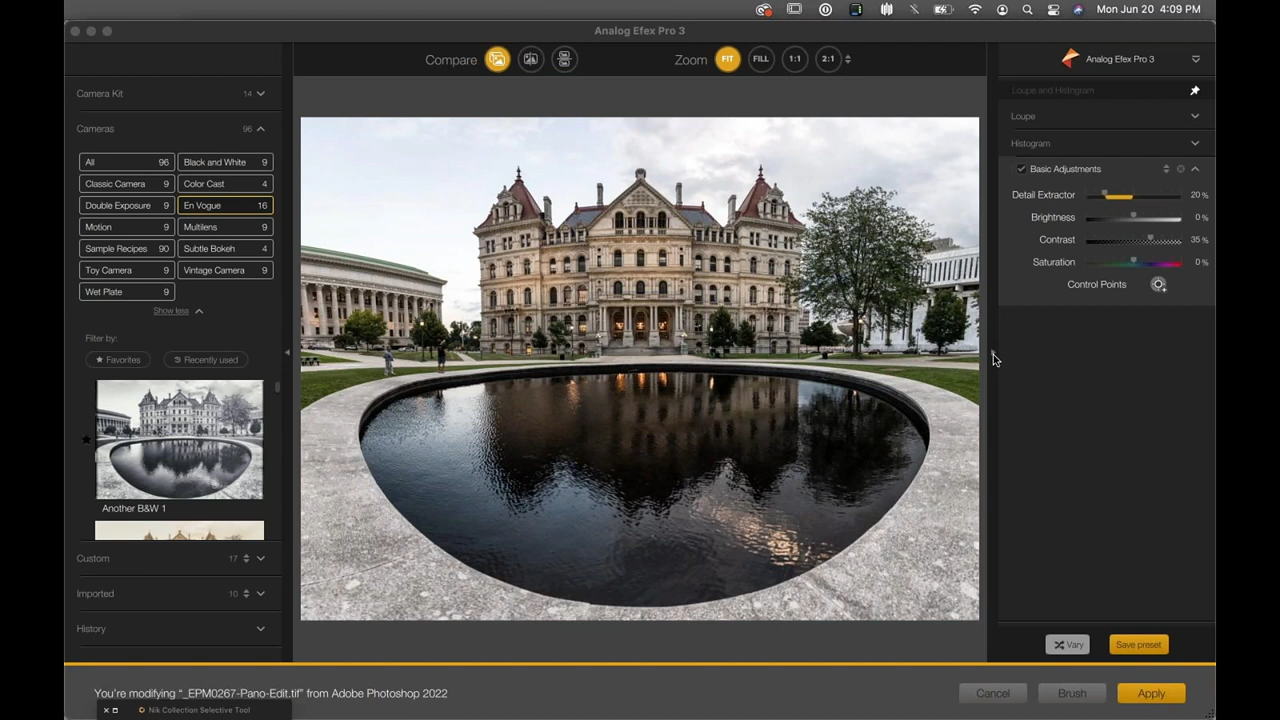 Mon Jun 20 4:09 PM
Analog Efex Pro 3
Compare
Zoom FIT FILL 1:1 2:1
Analog Efex Pro 3
Camera Kit 14
Cameras 96
All 96 Black and White 9
Classic Camera 9 Color Cast 4
Double Exposure 9 En Vogue 16
Motion 9 Multilens 9
Sample Recipes 90 Subtle Bokeh 4
Toy Camera 9 Vintage Camera 9
Wet Plate 9
Show less
Filter by:
Favorites Recently used
Another B&W 1
Custom 17
Imported 10
History
Loupe and Histogram
Loupe
Histogram
Basic Adjustments
Detail Extractor 20 %
Brightness 0 %
Contrast 35 %
Saturation 0 %
Control Points
Vary Save preset
You're modifying "_EPM0267-Pano-Edit.tif" from Adobe Photoshop 2022
Cancel Brush Apply
Nik Collection Selective Tool